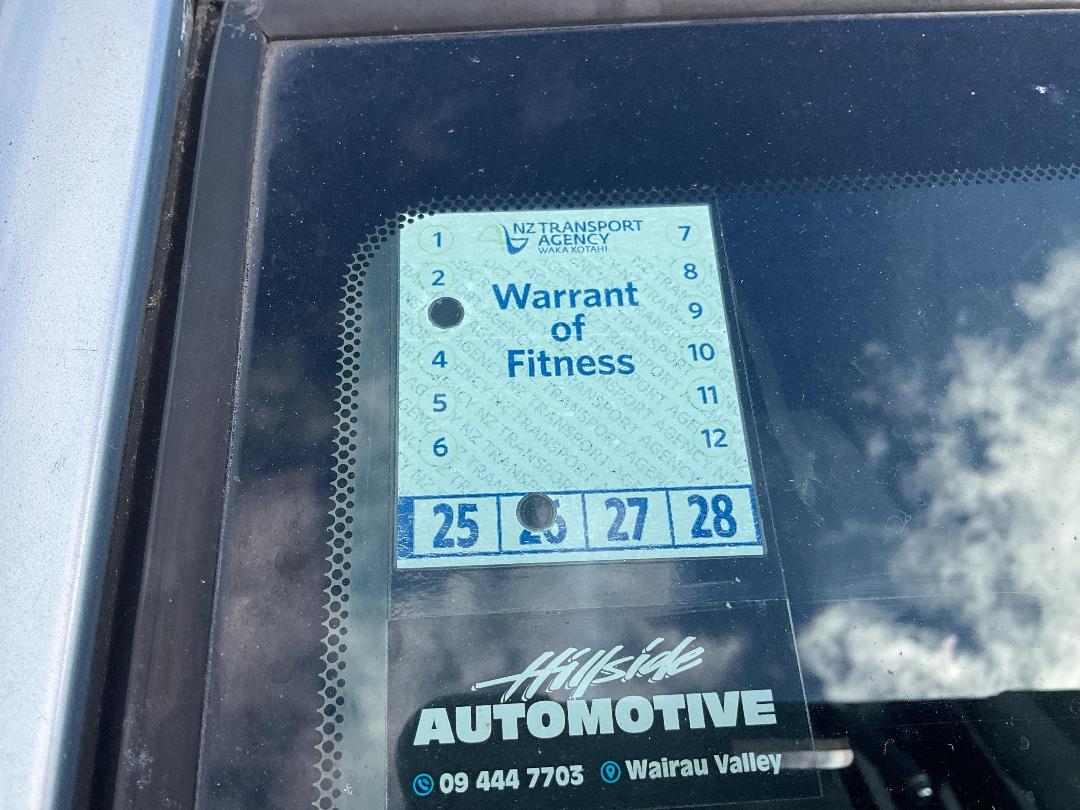 NZ TRANSPORT
AGENCY
WAKA KOTAHI
1
7
2
8
9
Warrant
of
Fitness
4
10
5
11
6
12
25 26 27 28
Hillside
AUTOMOTIVE
09 444 7703 Wairau Valley